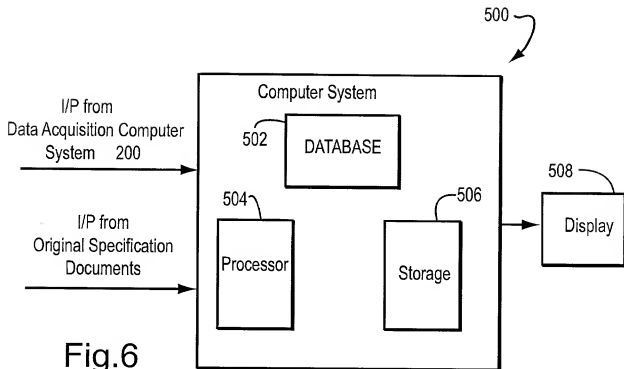 500
I/P from
Data Acquisition Computer
System 200
Computer System
502
DATABASE
504
506
508
Display
I/P from
Original Specification
Documents
Processor
Storage
Fig.6